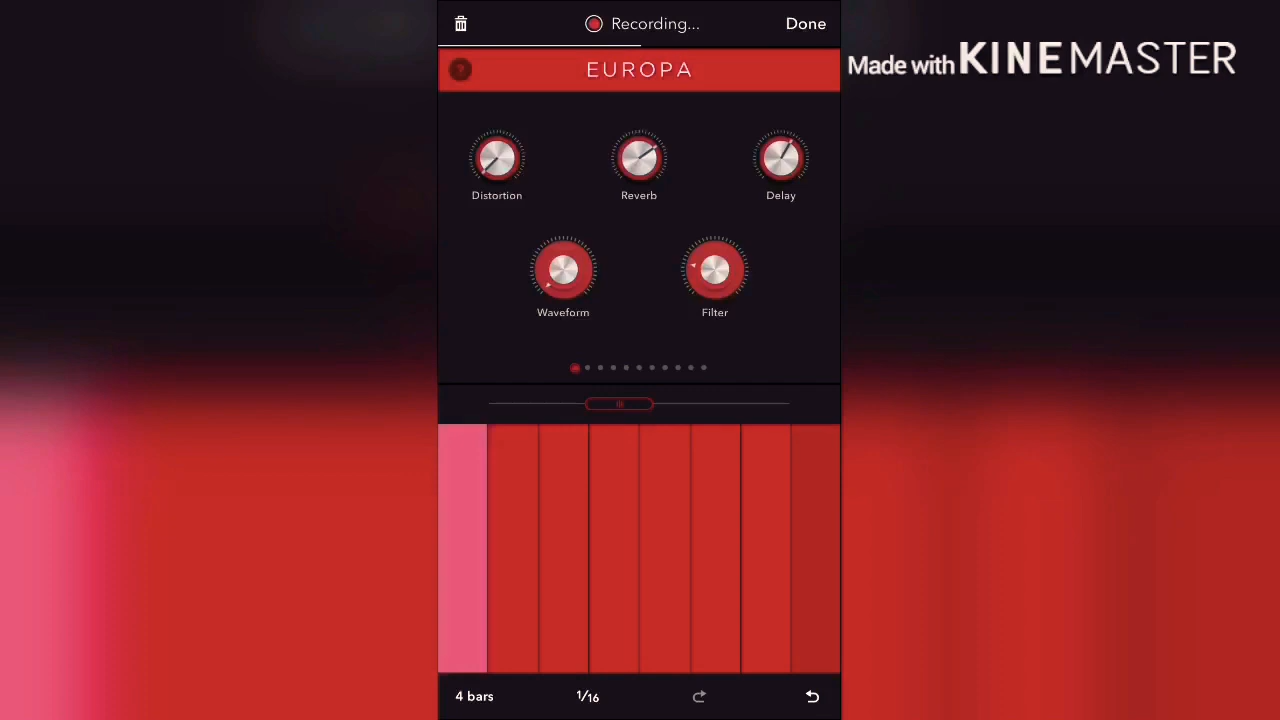 Recording...
Done
Made with KINEMASTER
?
EUROPA
Distortion
Reverb
Delay
Waveform
Filter
4 bars
1/16